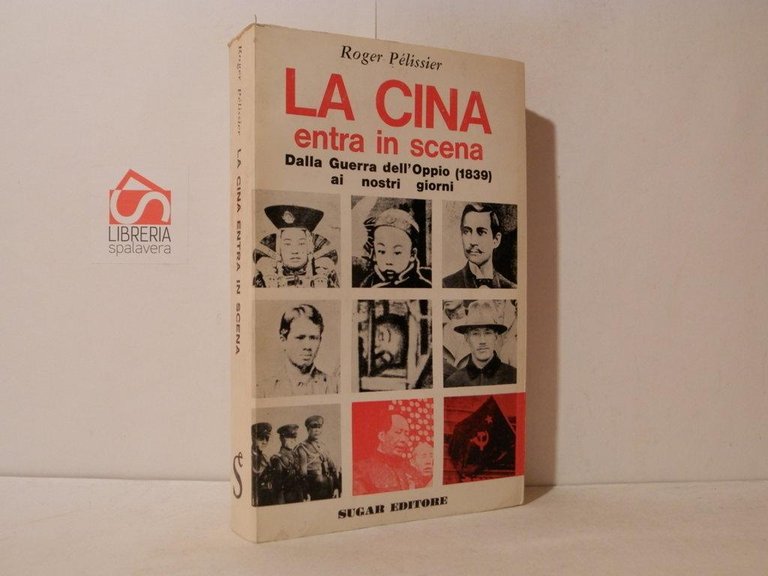 Roger Pélissier
LA CINA
entra in scena
Dalla Guerra dell'Oppio (1839)
ai nostri giorni
SUGAR EDITORE
Roger Pélissier LA CINA ENTRA IN SCENA
S
LIBRERIA
spalavera